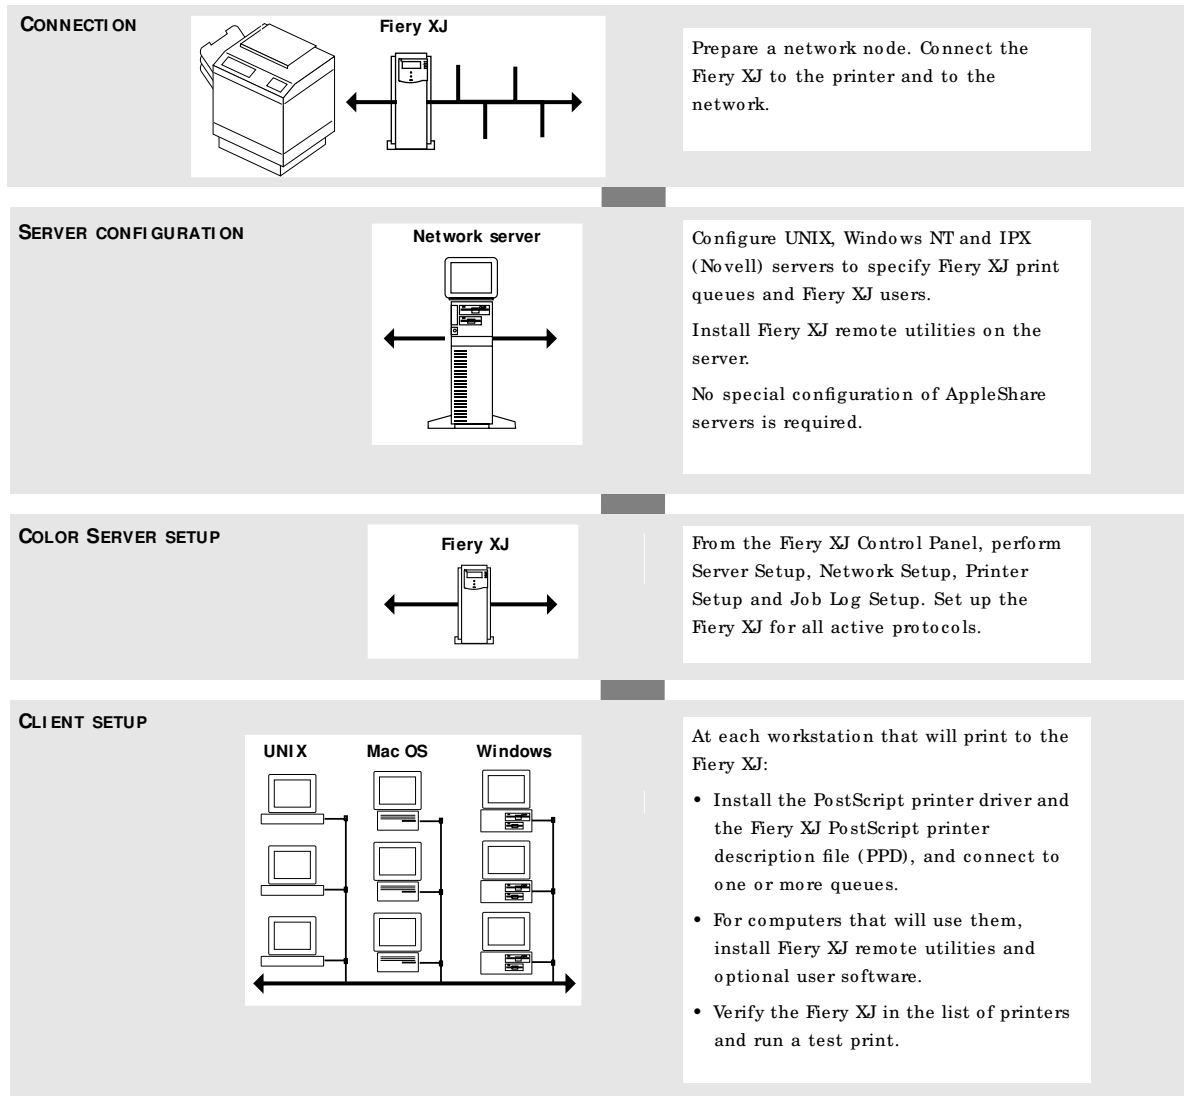 CONNECTION
Fiery XJ
Prepare a network node. Connect the
Fiery XJ to the printer and to the
network.
SERVER CONFIGURATION
Network server
Configure UNIX, Windows NT and IPX
(Novell) servers to specify Fiery XJ print
queues and Fiery XJ users.
Install Fiery XJ remote utilities on the
server.
No special configuration of AppleShare
servers is required.
COLOR SERVER SETUP
Fiery XJ
From the Fiery XJ Control Panel, perform
Server Setup, Network Setup, Printer
Setup and Job Log Setup. Set up the
Fiery XJ for all active protocols.
CLIENT SETUP
UNIX Mac OS Windows
At each workstation that will print to the
Fiery XJ:
• Install the PostScript printer driver and
the Fiery XJ PostScript printer
description file (PPD), and connect to
one or more queues.
• For computers that will use them,
install Fiery XJ remote utilities and
optional user software.
• Verify the Fiery XJ in the list of printers
and run a test print.